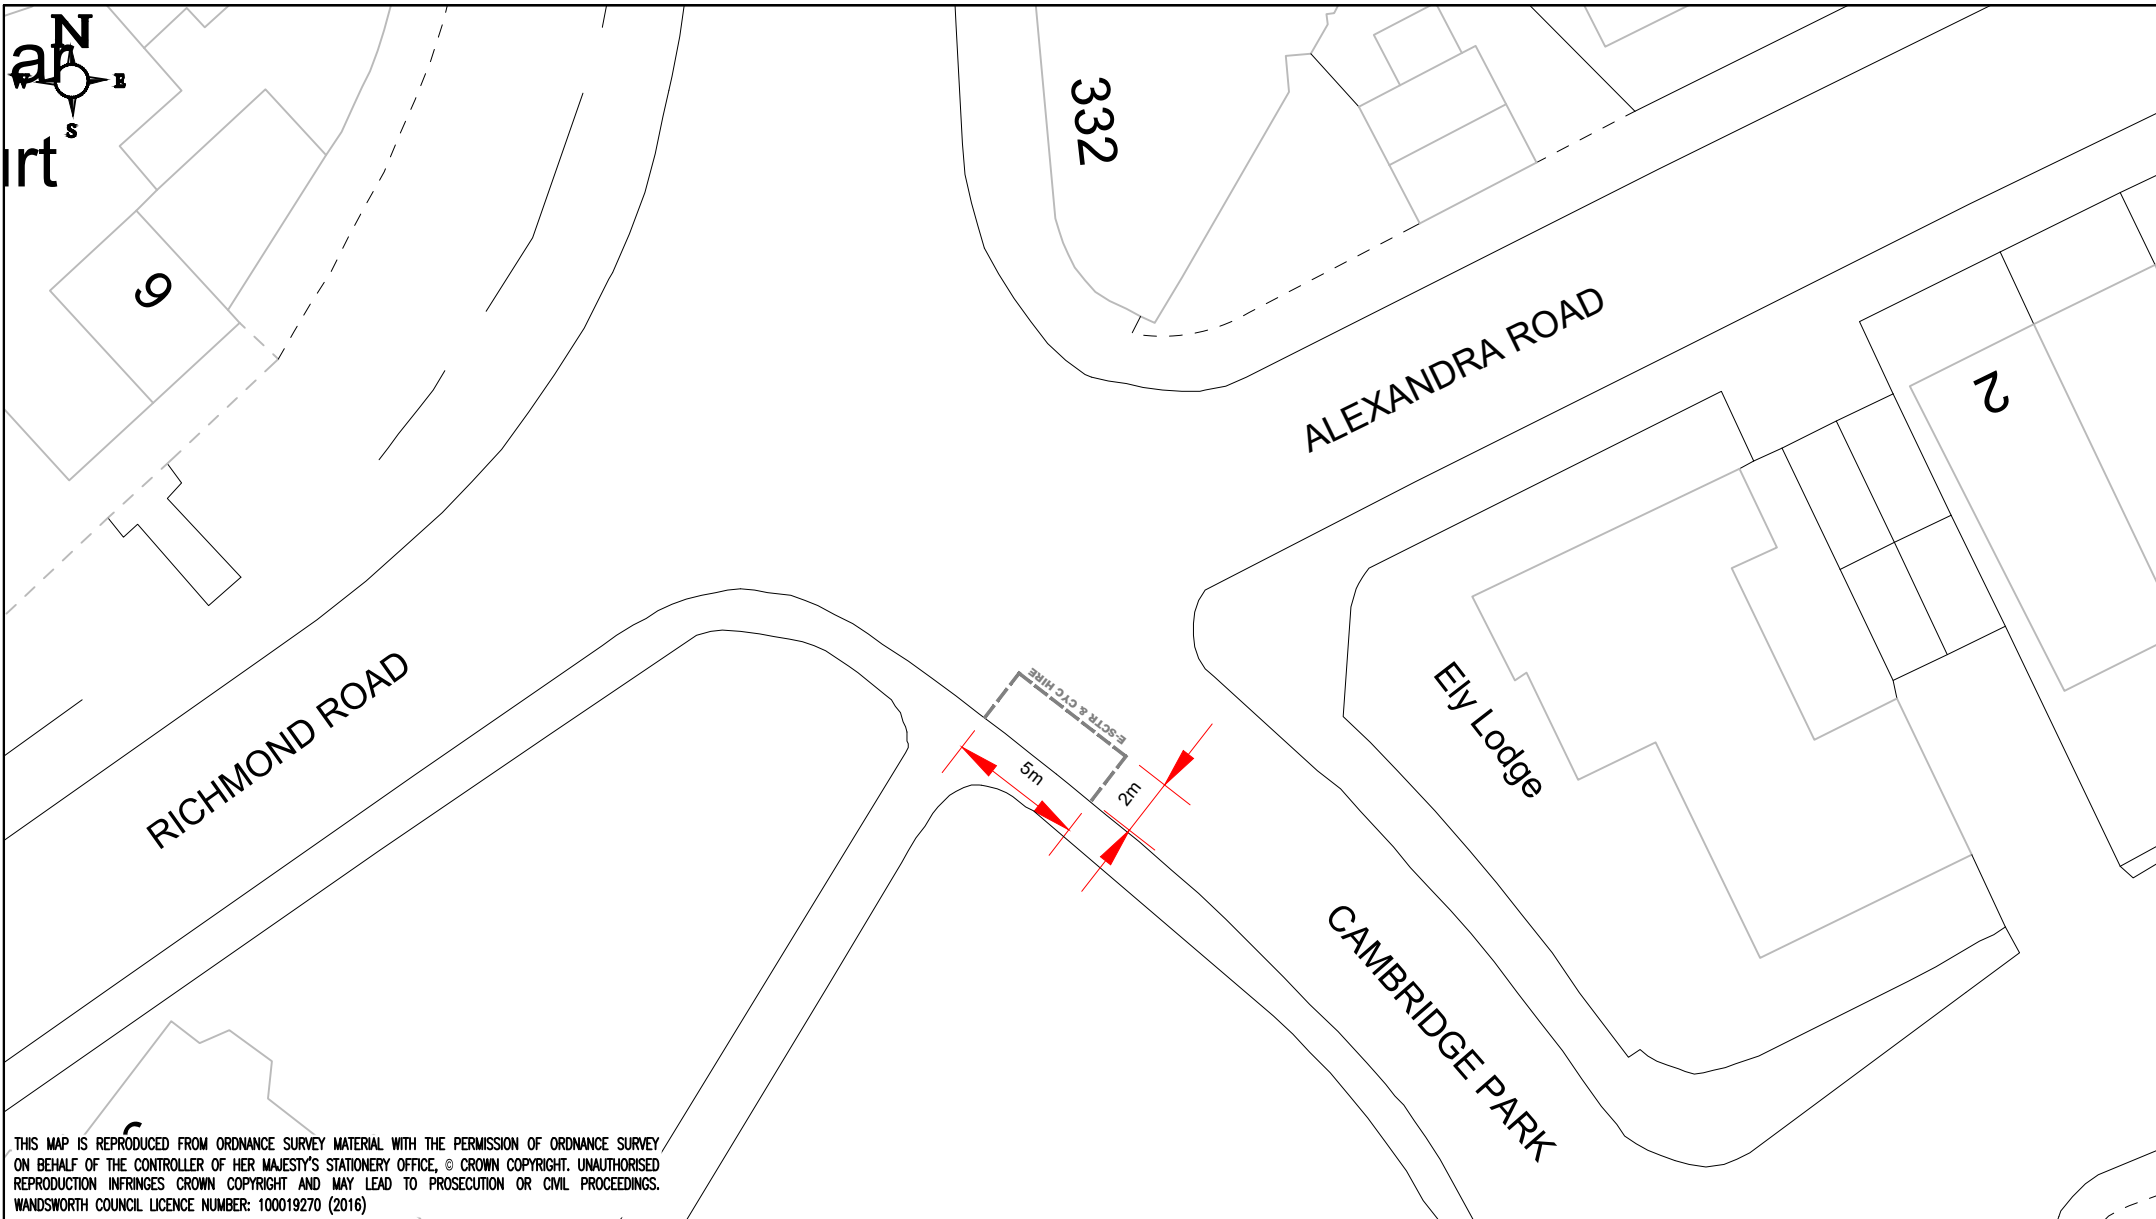 N
W E
S
ar
urt
332
9
2
ALEXANDRA ROAD
RICHMOND ROAD
E-SCTR & CYC HIRE
5m
2m
Ely Lodge
CAMBRIDGE PARK
THIS MAP IS REPRODUCED FROM ORDNANCE SURVEY MATERIAL WITH THE PERMISSION OF ORDNANCE SURVEY
ON BEHALF OF THE CONTROLLER OF HER MAJESTY'S STATIONERY OFFICE, © CROWN COPYRIGHT. UNAUTHORISED
REPRODUCTION INFRINGES CROWN COPYRIGHT AND MAY LEAD TO PROSECUTION OR CIVIL PROCEEDINGS.
WANDSWORTH COUNCIL LICENCE NUMBER: 100019270 (2016)